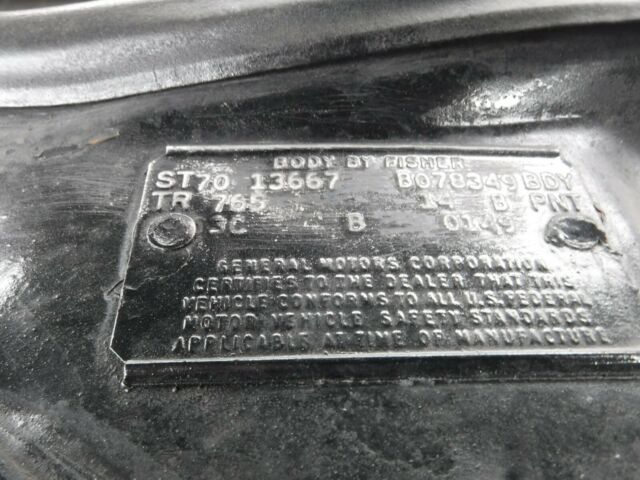 BODY BY FISHER
ST70 13667 B078349 BDY
TR 765 14 B PNT
3C B
GENERAL MOTORS CORPORATION
CERTIFIES TO THE DEALER THAT THIS
VEHICLE CONFORMS TO ALL U.S. FEDERAL
MOTOR VEHICLE SAFETY STANDARDS
APPLICABLE AT TIME OF MANUFACTURE